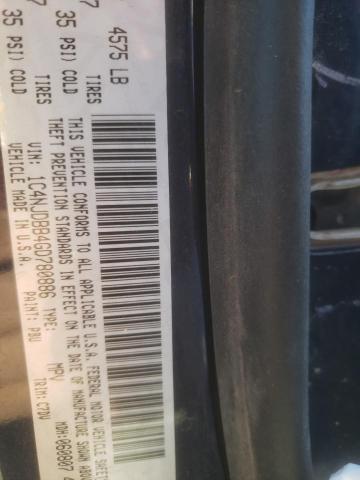 4575 LB
TIRES
35 PSI) COLD
TIRES
35 PSI) COLD
THIS VEHICLE CONFORMS TO ALL APPLICABLE U.S.A. FEDERAL MOTOR VEHICLE
THEFT PREVENTION STANDARDS IN EFFECT ON THE DATE OF MANUFACTURE SHOWN
VIN: 1C4NJDBB4GD780886 TYPE: MPV
VEHICLE MADE IN U.S.A. PAINT: PBU TRIM: C7DV
MDH:060807